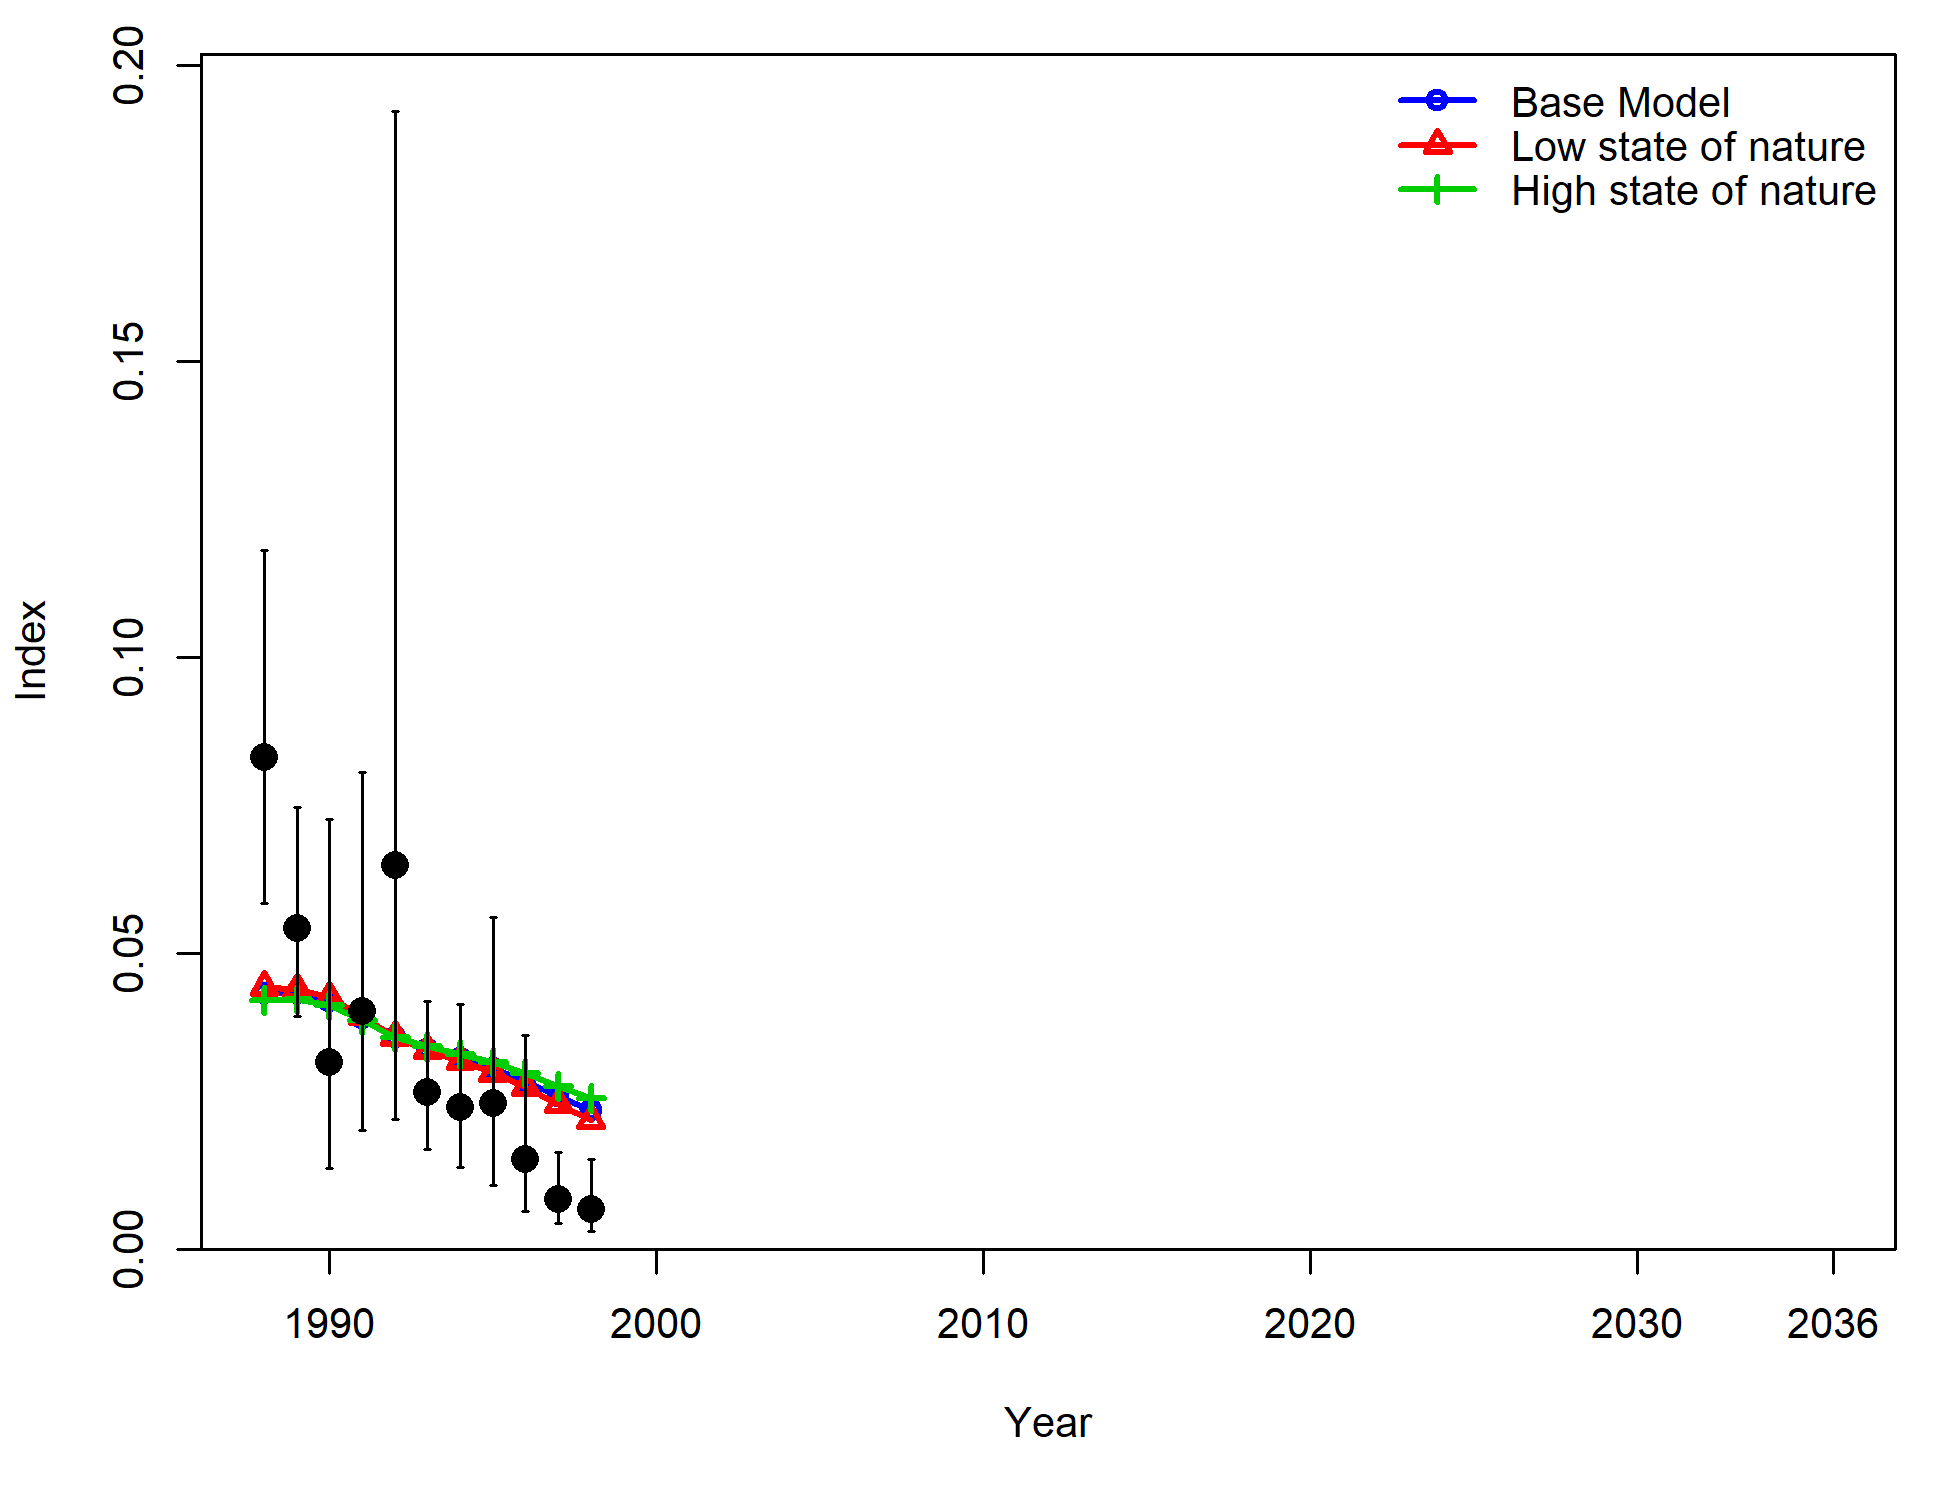 0.20
0.15
0.10
0.05
0.00
Index
Base Model
Low state of nature
High state of nature
1990 2000 2010 2020 2030 2036
Year